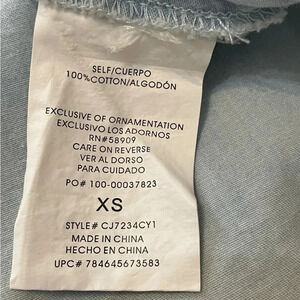 SELF/CUERPO
100%COTTON/ALGODÓN
EXCLUSIVE OF ORNAMENTATION
EXCLUSIVO LOS ADORNOS
RN#58909
CARE ON REVERSE
VER AL DORSO
PARA CUIDADO
PO# 100-00037823
XS
STYLE# CJ7234CY1
MADE IN CHINA
HECHO EN CHINA
UPC# 784645673583